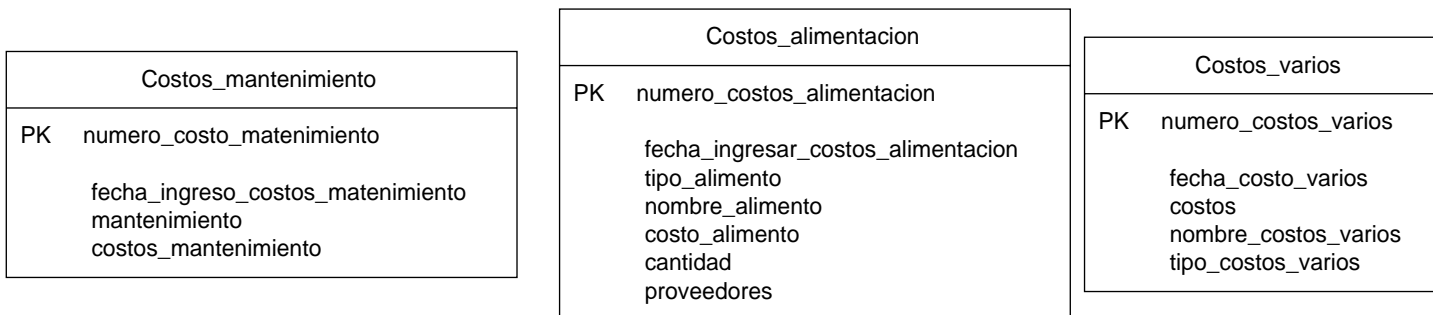 Costos_mantenimiento
PK numero_costo_matenimiento
fecha_ingreso_costos_matenimiento
mantenimiento
costos_mantenimiento
Costos_alimentacion
PK numero_costos_alimentacion
fecha_ingresar_costos_alimentacion
tipo_alimento
nombre_alimento
costo_alimento
cantidad
proveedores
Costos_varios
PK numero_costos_varios
fecha_costo_varios
costos
nombre_costos_varios
tipo_costos_varios